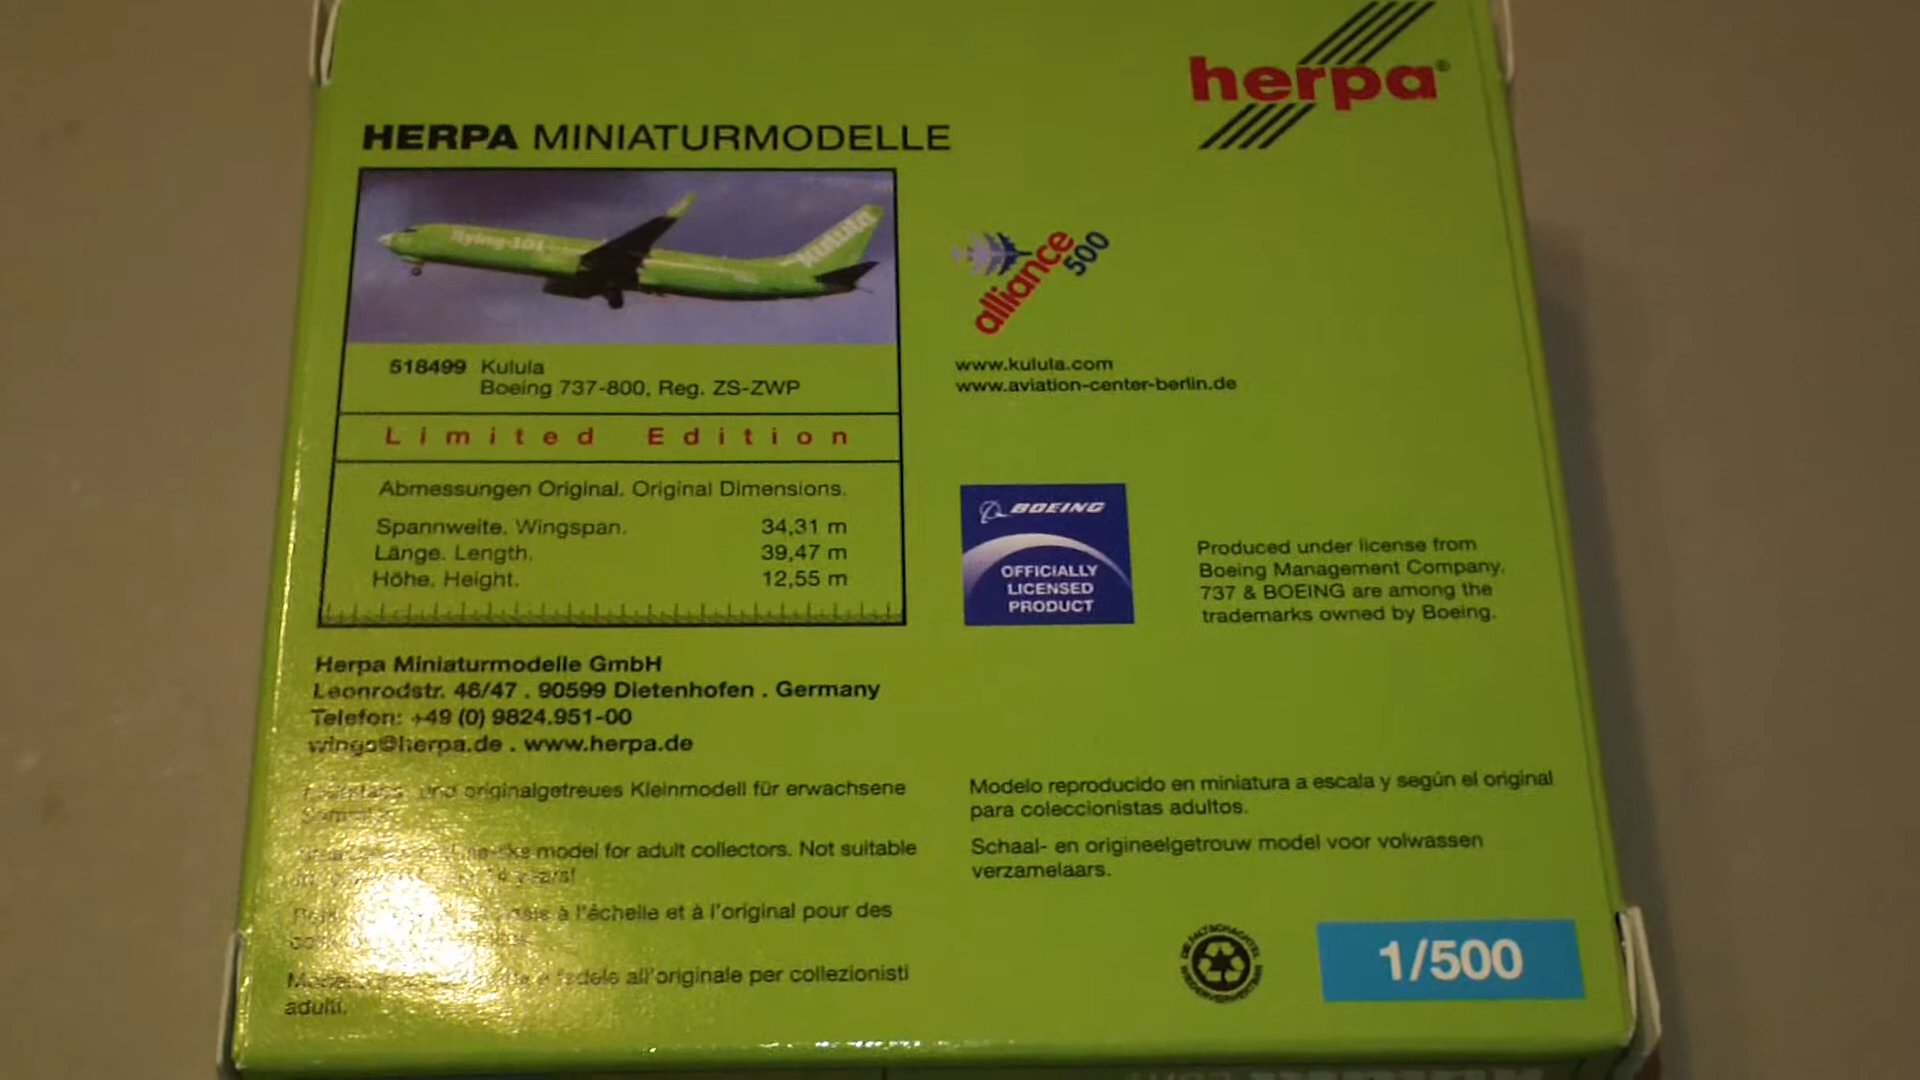 herpa®
HERPA MINIATURMODELLE
flying-101
kulula
alliance
500
518499 Kulula
Boeing 737-800, Reg. ZS-ZWP
www.kulula.com
www.aviation-center-berlin.de
Limited Edition
Abmessungen Original. Original Dimensions.
Spannweite. Wingspan. 34,31 m
Länge. Length. 39,47 m
Höhe. Height. 12,55 m
BOEING
OFFICIALLY
LICENSED
PRODUCT
Produced under license from
Boeing Management Company.
737 & BOEING are among the
trademarks owned by Boeing.
Herpa Miniaturmodelle GmbH
Leonrodstr. 46/47 . 90599 Dietenhofen . Germany
Telefon: +49 (0) 9824.951-00
wings@herpa.de . www.herpa.de
und originalgetreues Kleinmodell für erwachsene
model for adult collectors. Not suitable
14 years!
à l'échelle et à l'original pour des
fedele all'originale per collezionisti
adulti.
Modelo reproducido en miniatura a escala y según el original
para coleccionistas adultos.
Schaal- en origineelgetrouw model voor volwassen
verzamelaars.
1/500